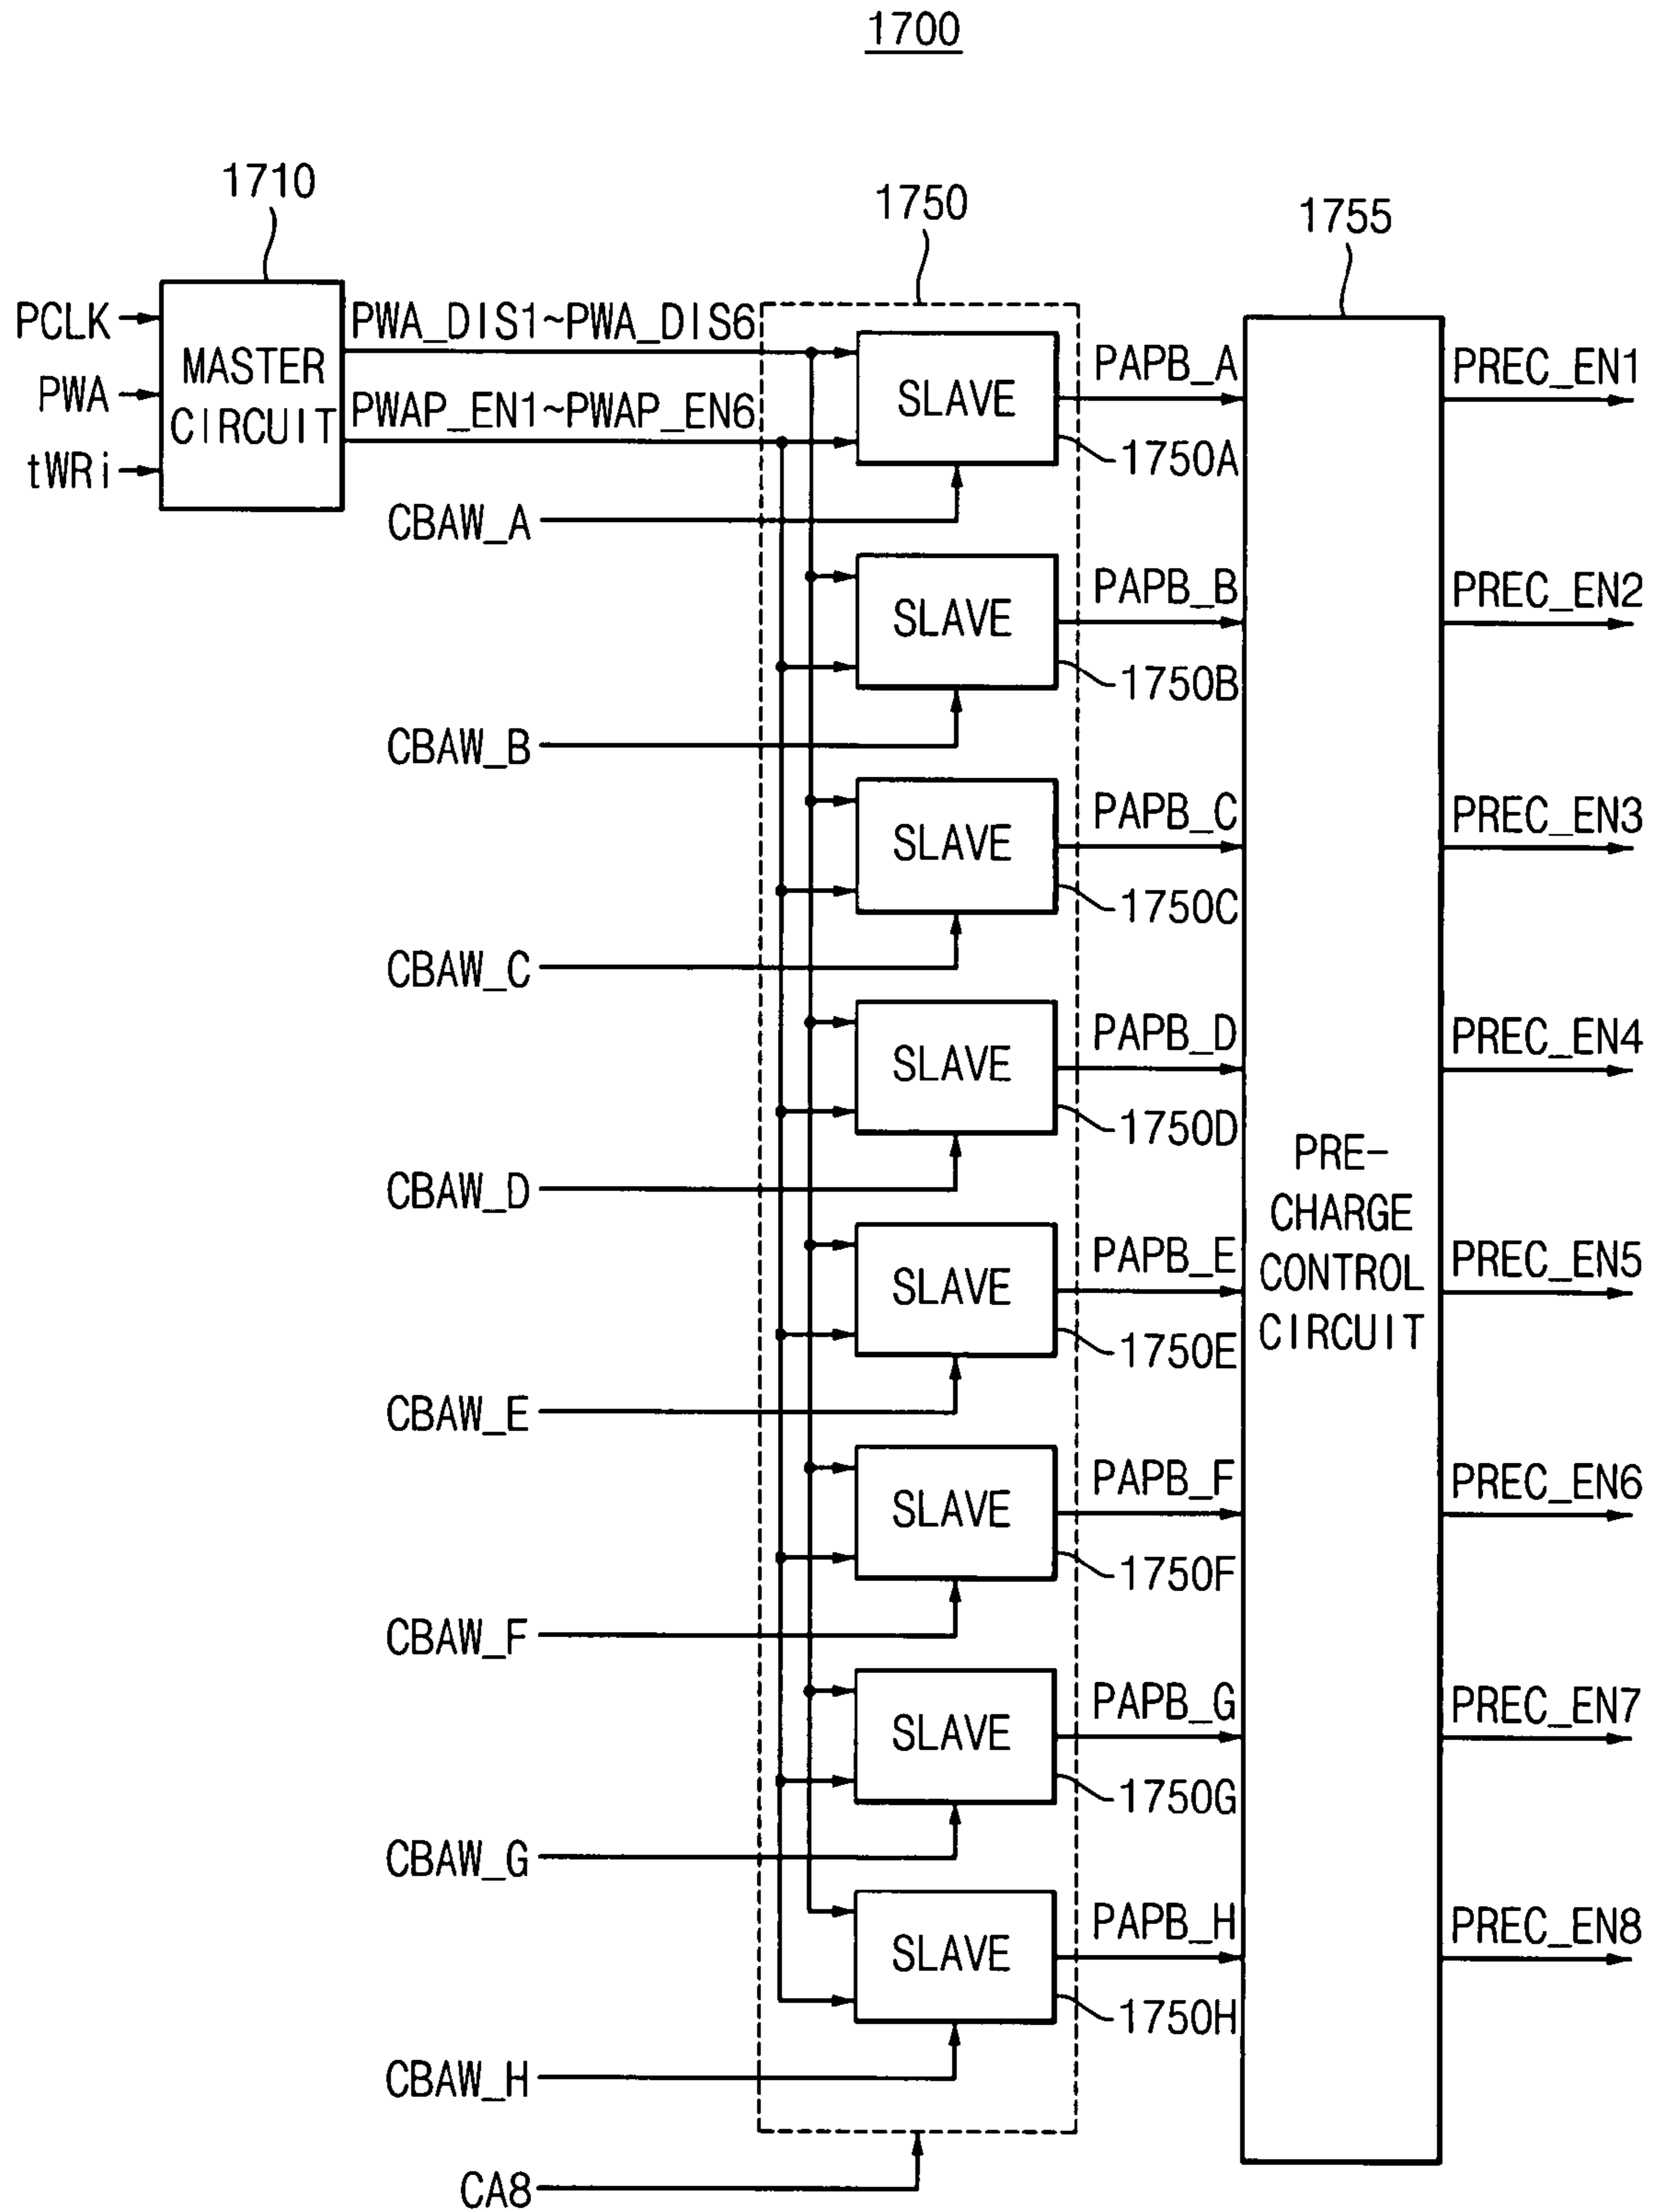 1700
1710
1750
1755
PCLK
PWA
tWRi
MASTER
CIRCUIT
PWA_DIS1~PWA_DIS6
PWAP_EN1~PWAP_EN6
SLAVE
PAPB_A
PREC_EN1
1750A
CBAW_A
SLAVE
PAPB_B
PREC_EN2
1750B
CBAW_B
SLAVE
PAPB_C
PREC_EN3
1750C
CBAW_C
SLAVE
PAPB_D
PREC_EN4
1750D
CBAW_D
PRE-
CHARGE
CONTROL
CIRCUIT
SLAVE
PAPB_E
PREC_EN5
1750E
CBAW_E
SLAVE
PAPB_F
PREC_EN6
1750F
CBAW_F
SLAVE
PAPB_G
PREC_EN7
1750G
CBAW_G
SLAVE
PAPB_H
PREC_EN8
1750H
CBAW_H
CA8